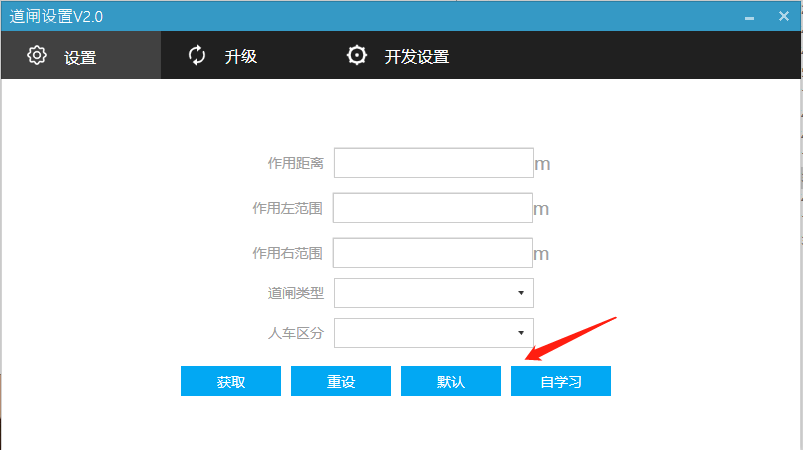 道闸设置V2.0
设置 升级 开发设置
作用距离 m
作用左范围 m
作用右范围 m
道闸类型
人车区分
获取 重设 默认 自学习